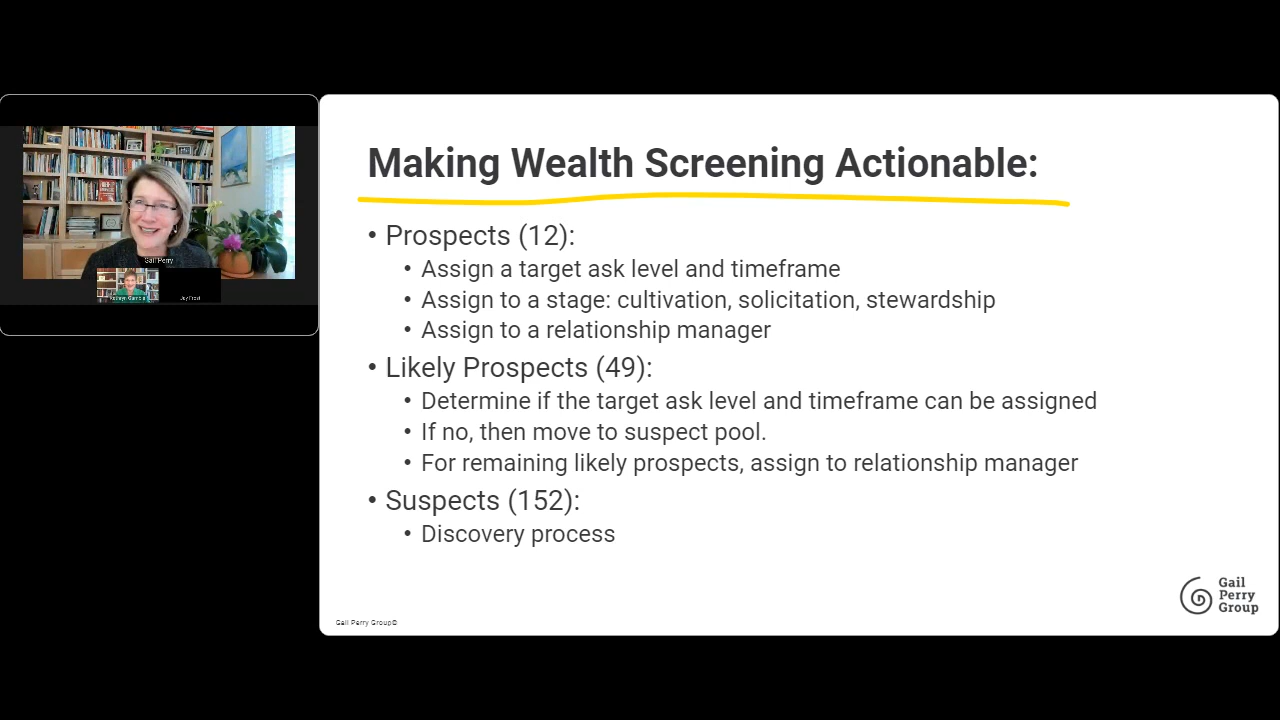 Making Wealth Screening Actionable:
• Prospects (12):
• Assign a target ask level and timeframe
• Assign to a stage: cultivation, solicitation, stewardship
• Assign to a relationship manager
• Likely Prospects (49):
• Determine if the target ask level and timeframe can be assigned
• If no, then move to suspect pool.
• For remaining likely prospects, assign to relationship manager
• Suspects (152):
• Discovery process
Gail Perry
Joy Frost
Gail
Perry
Group
Gail Perry Group©